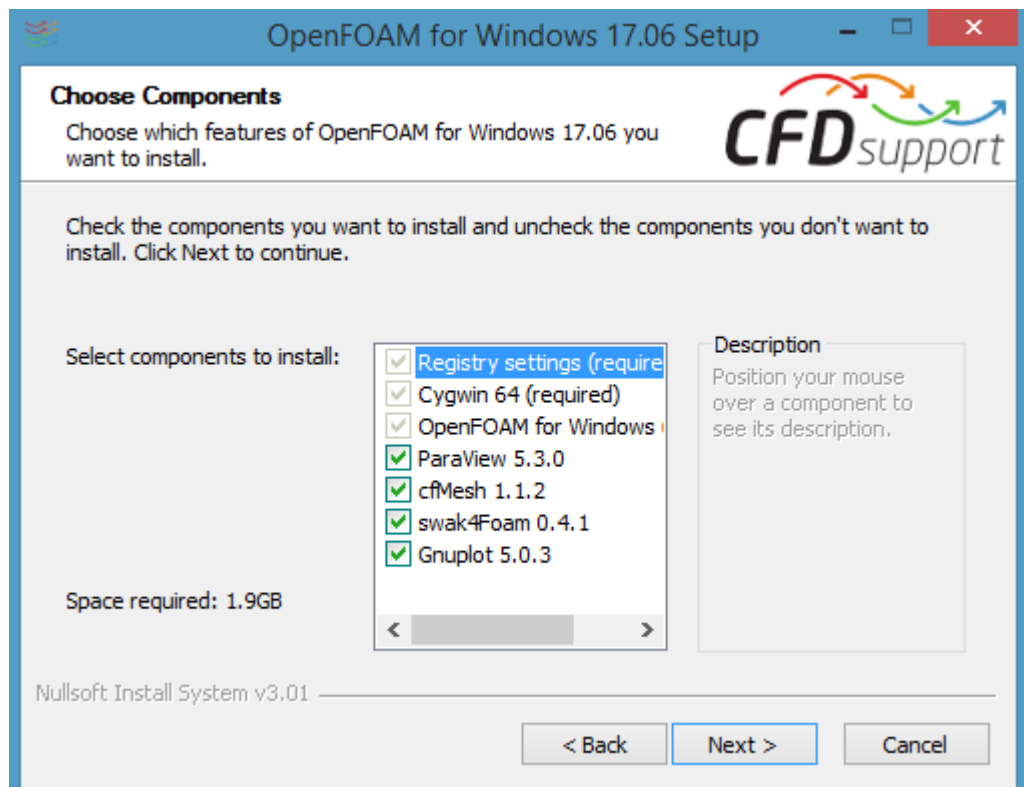 OpenFOAM for Windows 17.06 Setup
Choose Components
Choose which features of OpenFOAM for Windows 17.06 you
want to install.
CFDsupport
Check the components you want to install and uncheck the components you don't want to
install. Click Next to continue.
Select components to install:
Registry settings (require
Cygwin 64 (required)
OpenFOAM for Windows
ParaView 5.3.0
cfMesh 1.1.2
swak4Foam 0.4.1
Gnuplot 5.0.3
Description
Position your mouse
over a component to
see its description.
Space required: 1.9GB
Nullsoft Install System v3.01
< Back
Next >
Cancel